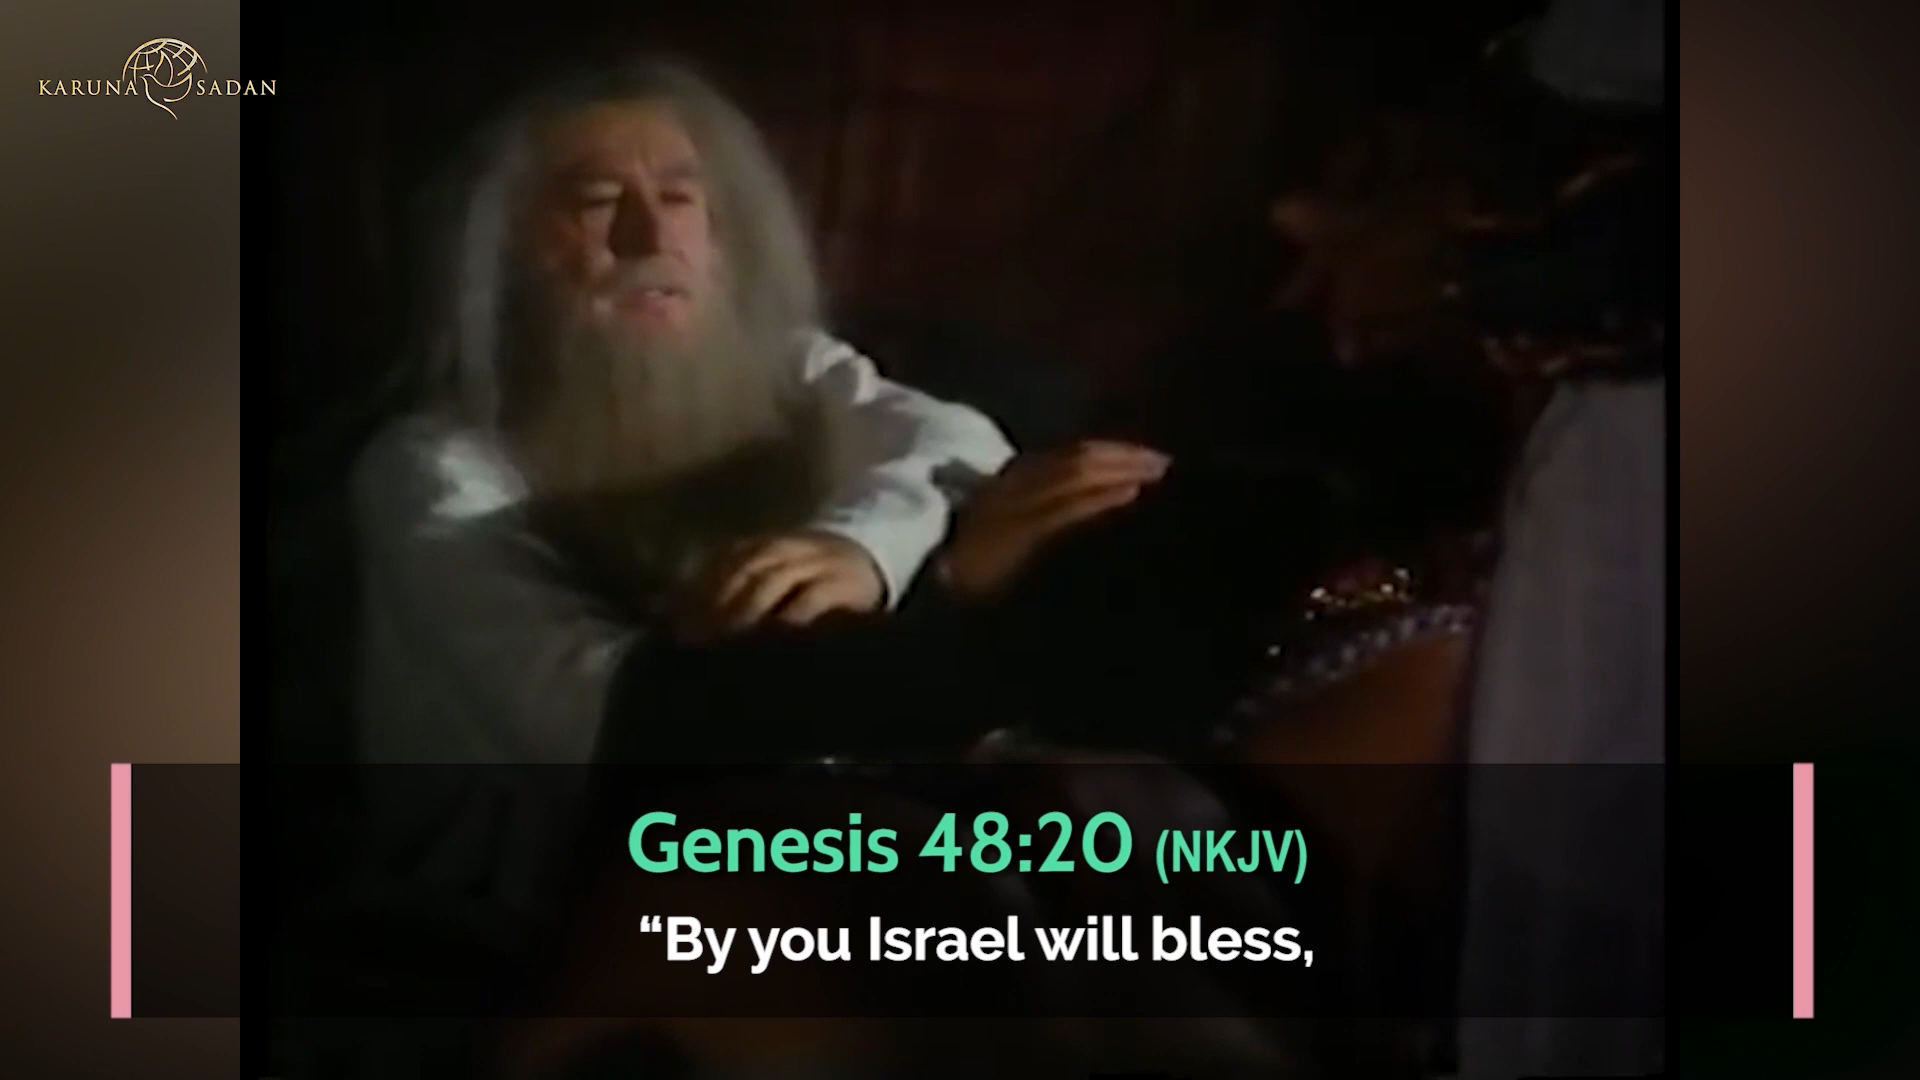 KARUNA SADAN
Genesis 48:20 (NKJV)
“By you Israel will bless,